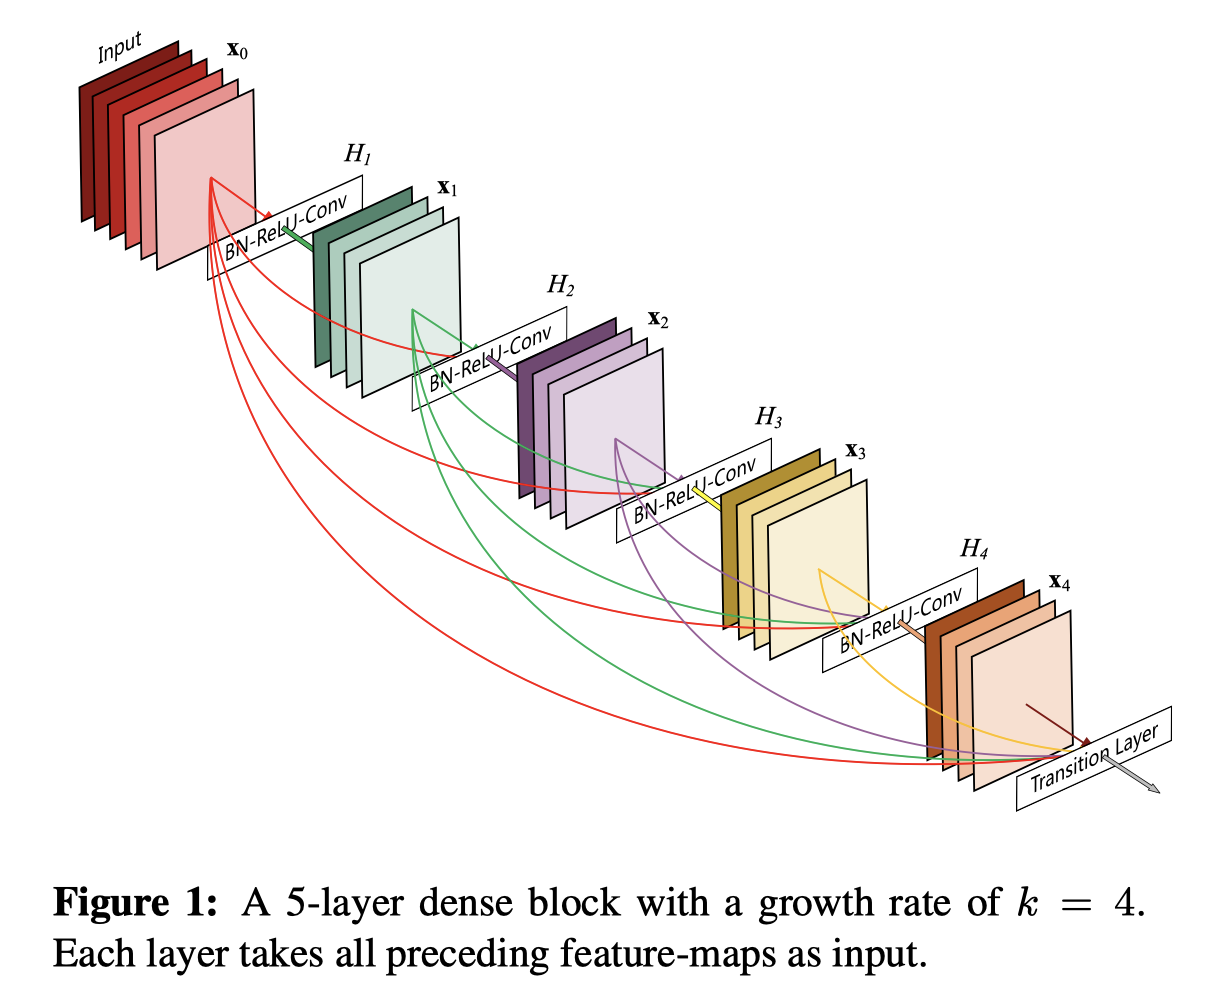 Input
x₀
H₁
BN-ReLU-Conv
x₁
H₂
BN-ReLU-Conv
x₂
H₃
BN-ReLU-Conv
x₃
H₄
BN-ReLU-Conv
x₄
Transition Layer
Figure 1: A 5-layer dense block with a growth rate of k = 4.
Each layer takes all preceding feature-maps as input.